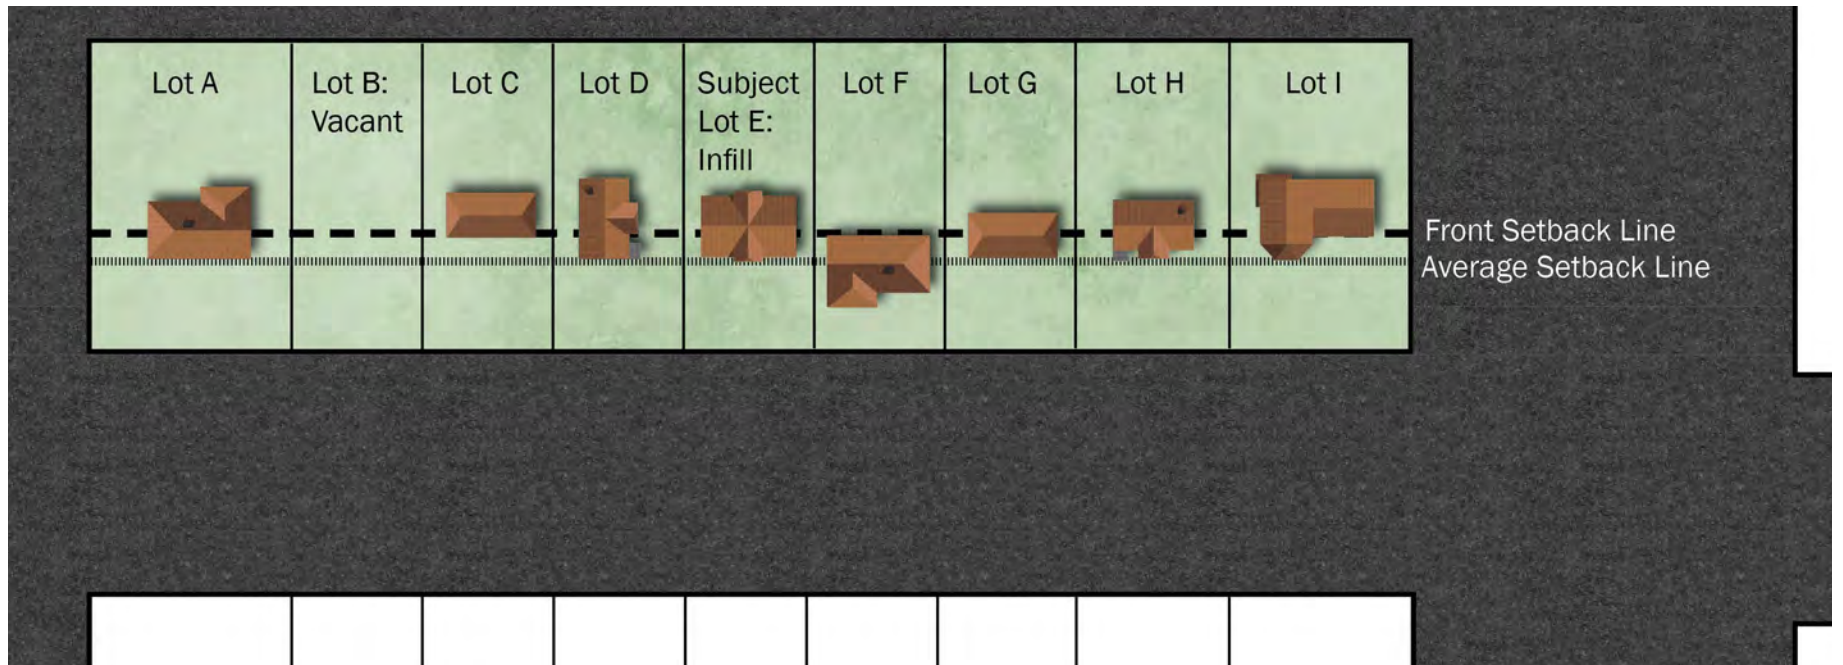 Lot A
Lot B:
Vacant
Lot C
Lot D
Subject
Lot E:
Infill
Lot F
Lot G
Lot H
Lot I
Front Setback Line
Average Setback Line